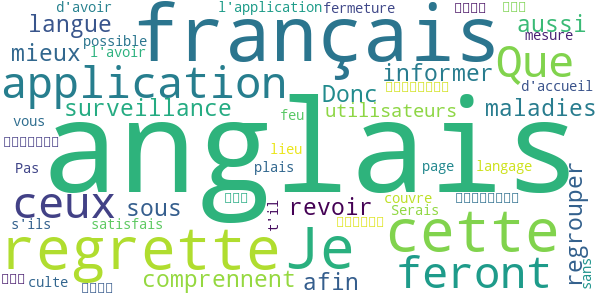 d'avoir
français
l'application
fermeture
langue
possible
aussi
mieux
l'avoir
mesure
informer
Que
application
d'accueil
Donc
surveillance
utilisateurs
maladies
anglais
feu
vous
lieu
Pas
plais
page
langage
regrouper
ceux
sous
revoir
couvre
cette
t'il
Serais
s'ils
satisfais
regrette
Je
feront
sans
culte
comprennent
afin